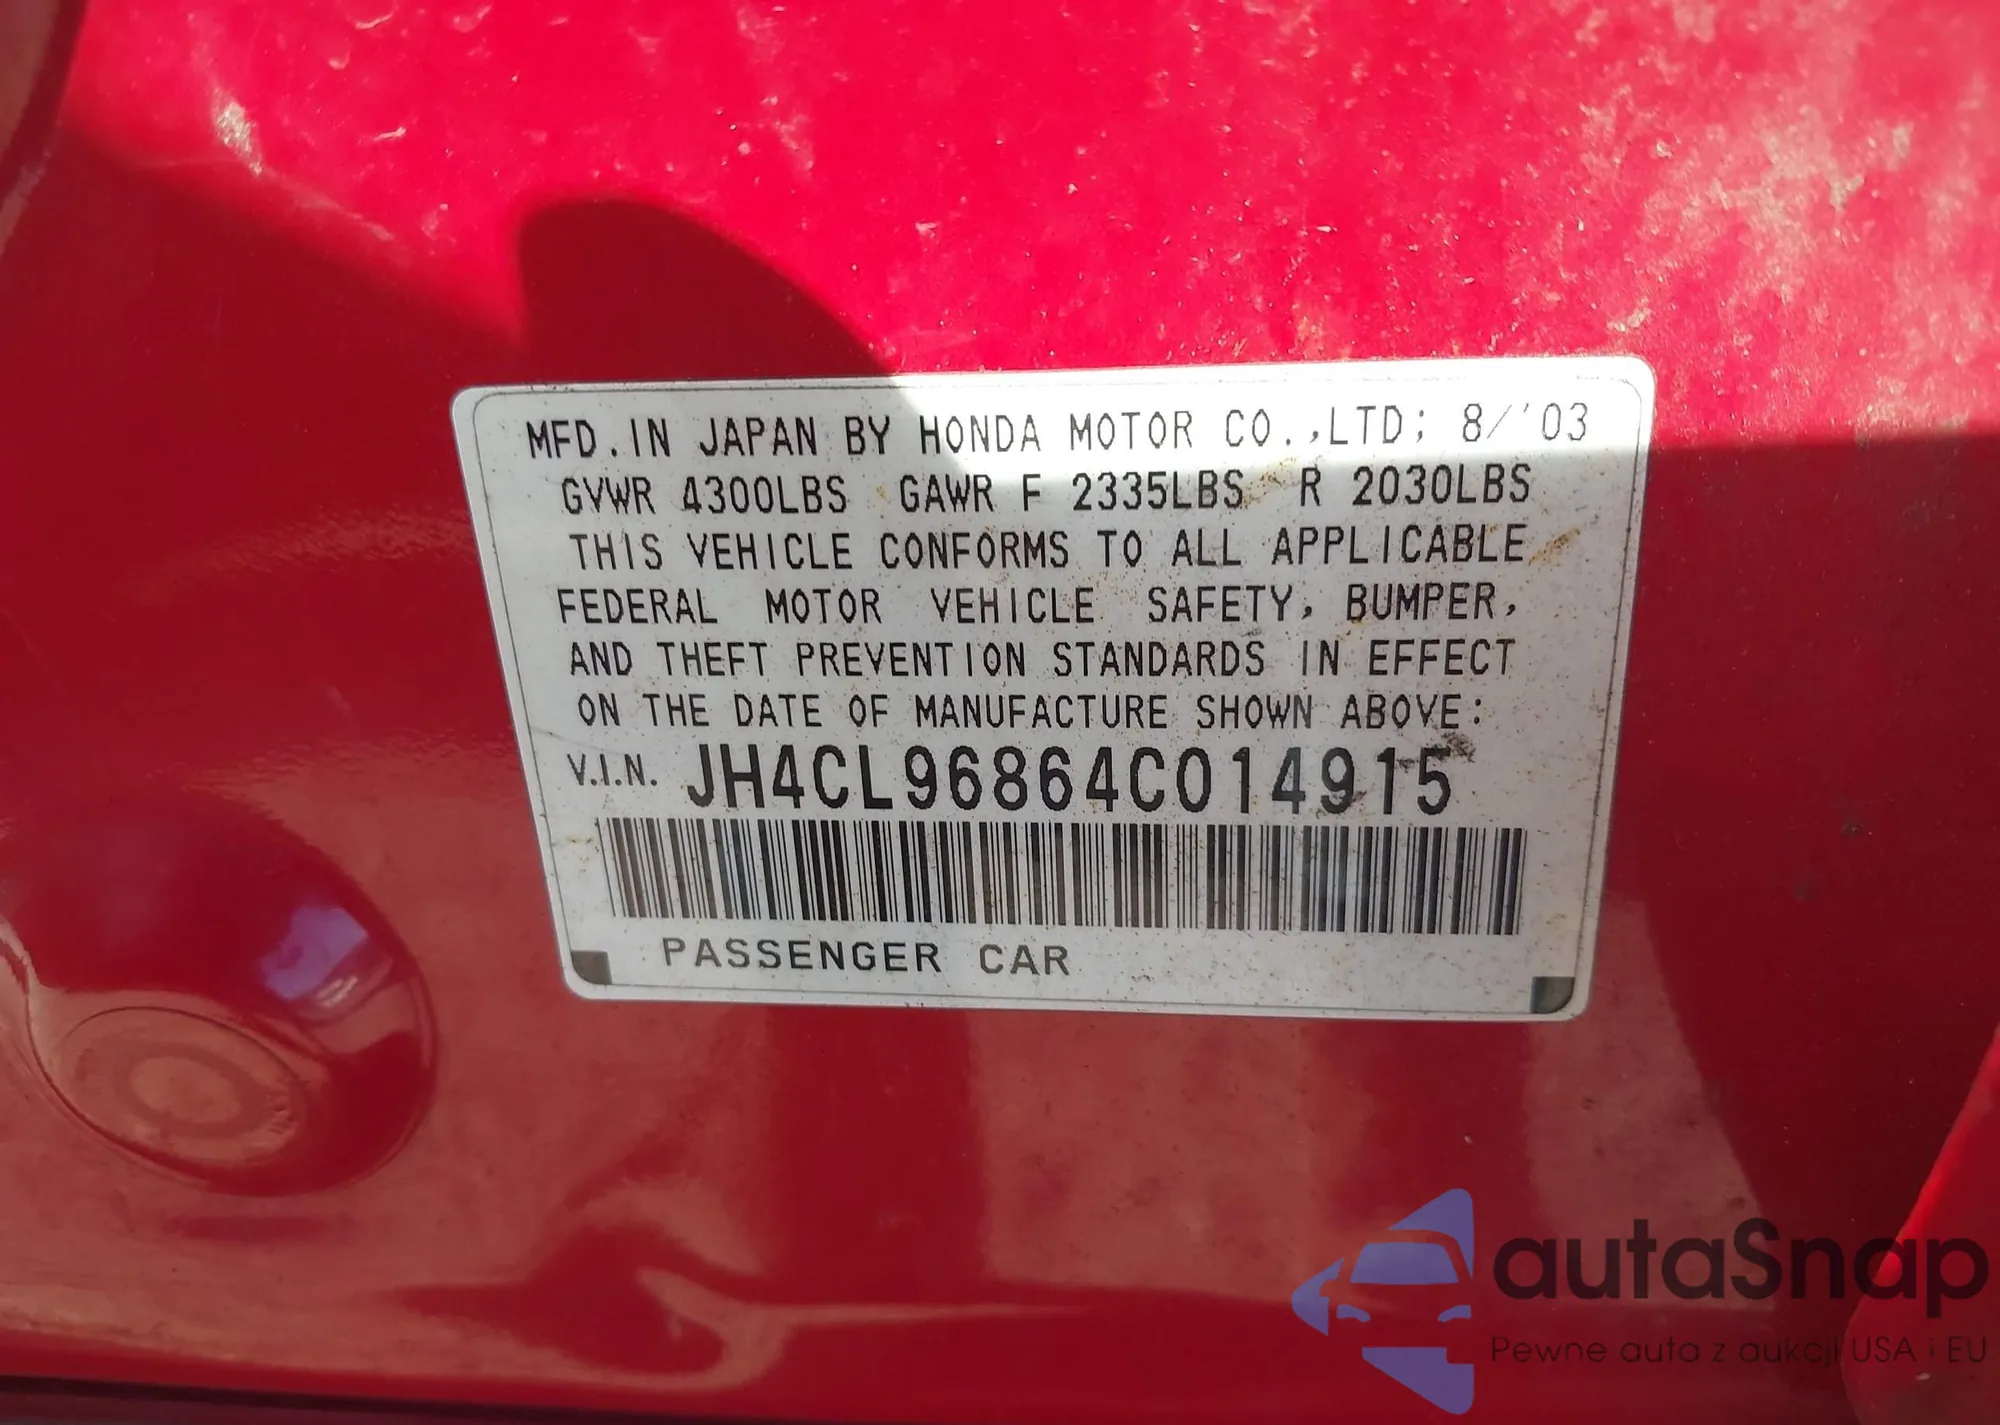 MFD. IN JAPAN BY HONDA MOTOR CO.,LTD; 8/'03
GVWR 4300LBS GAWR F 2335LBS R 2030LBS
THIS VEHICLE CONFORMS TO ALL APPLICABLE
FEDERAL MOTOR VEHICLE SAFETY, BUMPER,
AND THEFT PREVENTION STANDARDS IN EFFECT
ON THE DATE OF MANUFACTURE SHOWN ABOVE:
V.I.N. JH4CL96864C014915
PASSENGER CAR
autaSnap
Pewne auta z aukcji USA i EU